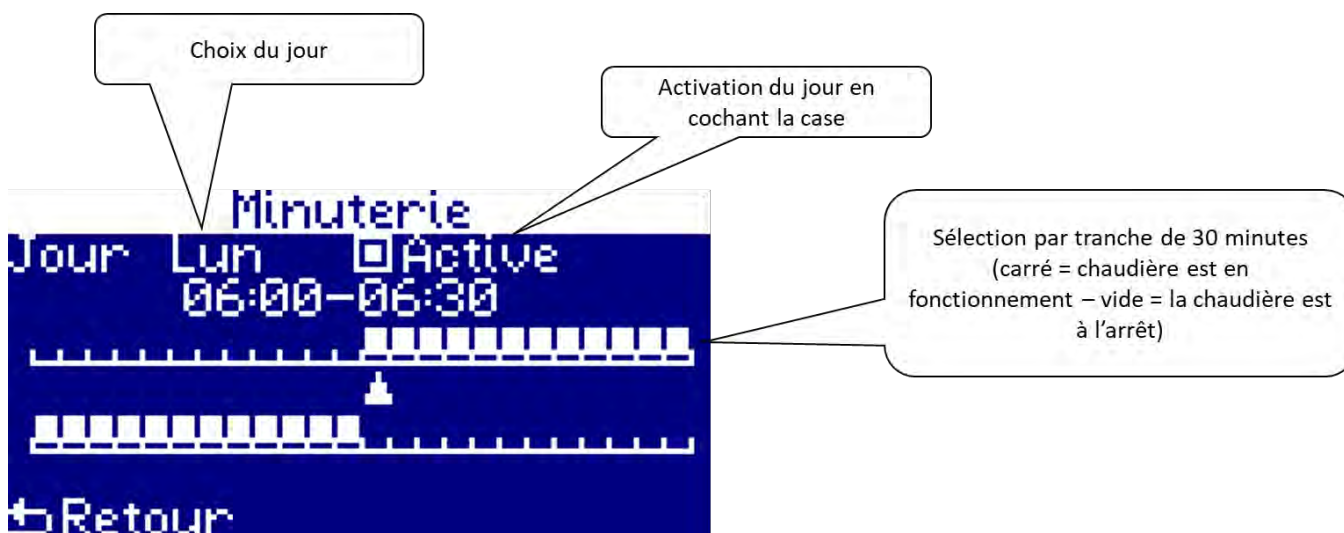 Choix du jour
Activation du jour en
cochant la case
Minuterie
Jour Lun Active
06:00-06:30
Sélection par tranche de 30 minutes
(carré = chaudière est en
fonctionnement – vide = la chaudière est
à l'arrêt)
Retour